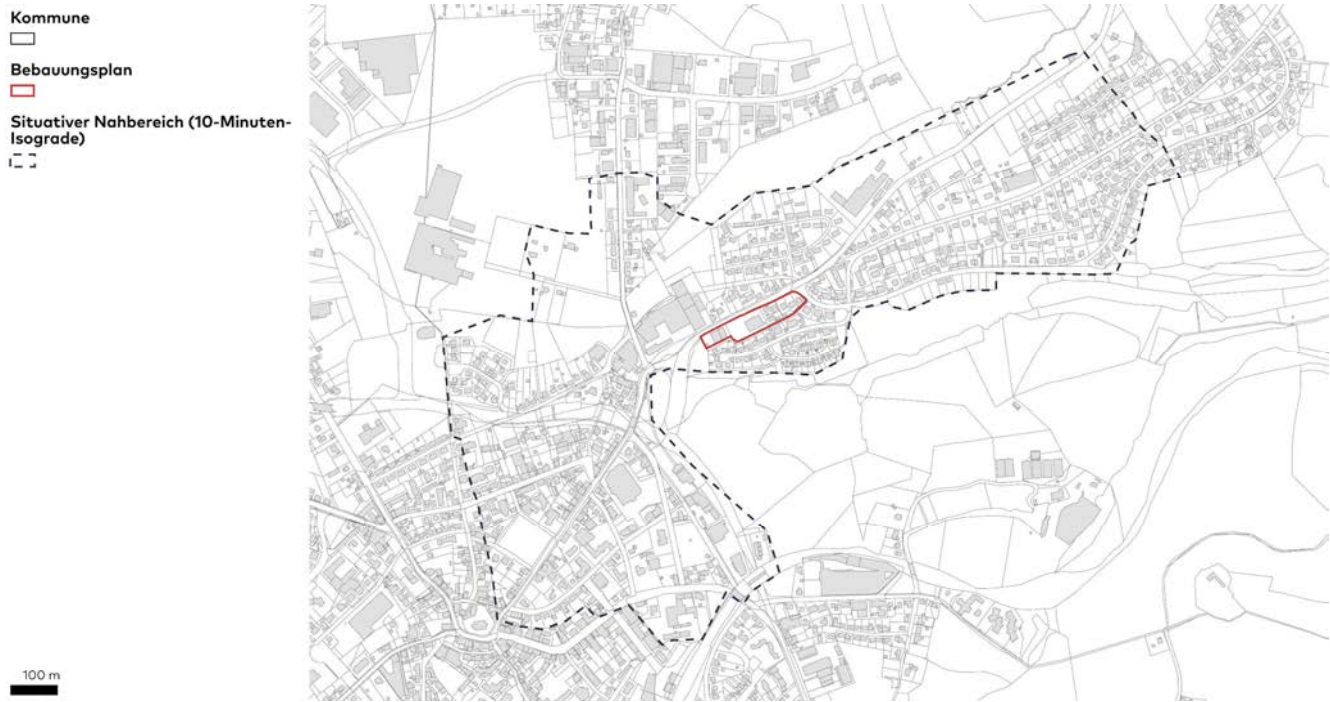 Kommune
Bebauungsplan
Situativer Nahbereich (10-Minuten-
Isograde)
100 m